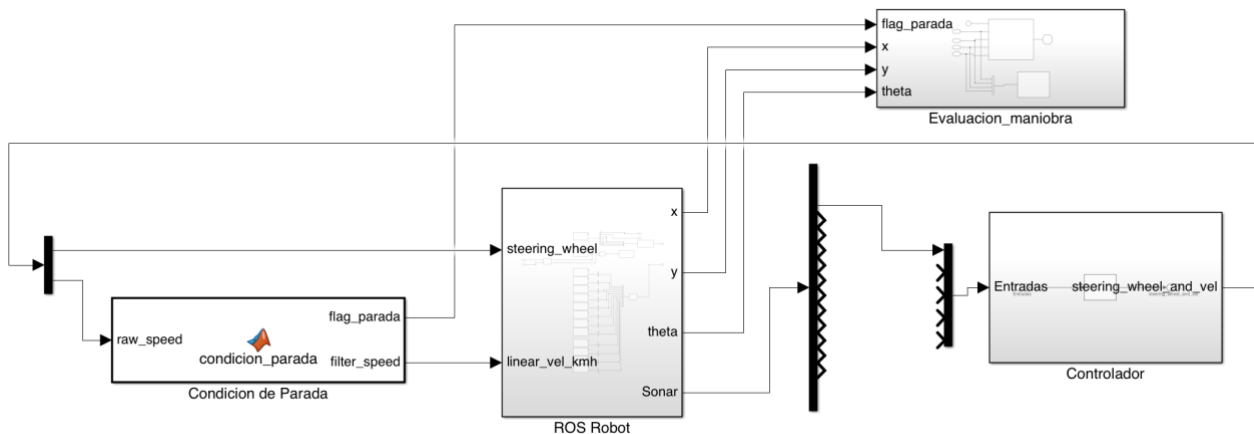 flag_parada
x
y
theta
Evaluacion_maniobra
x
steering_wheel
y
Entradas
steering_wheel_and_vel
flag_parada
raw_speed
condicion_parada
theta
filter_speed
linear_vel_kmh
Controlador
Condicion de Parada
Sonar
ROS Robot